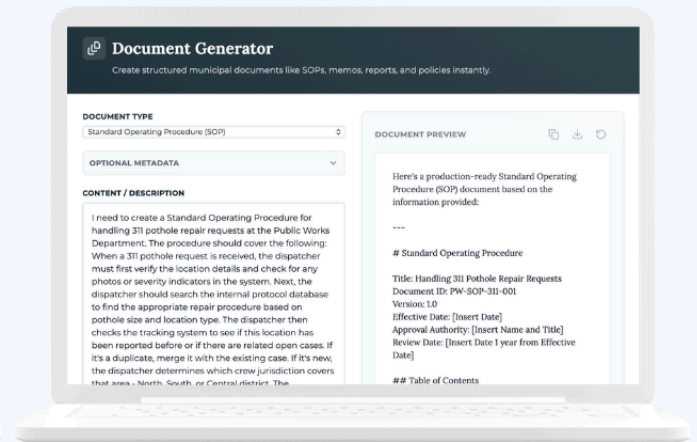 Document Generator
Create structured municipal documents like SOPs, memos, reports, and policies instantly.
DOCUMENT TYPE
Standard Operating Procedure (SOP)
OPTIONAL METADATA
CONTENT / DESCRIPTION
I need to create a Standard Operating Procedure for
handling 311 pothole repair requests at the Public Works
Department. The procedure should cover the following:
When a 311 pothole request is received, the dispatcher
must first verify the location details and check for any
photos or severity indicators in the system. Next, the
dispatcher should search the internal protocol database
to find the appropriate repair procedure based on
pothole size and location type. The dispatcher then
checks the tracking system to see if this location has
been reported before or if there are related open cases. If
it's a duplicate, merge it with the existing case. If it's new,
the dispatcher determines which crew jurisdiction covers
that area - North, South, or Central district. The
DOCUMENT PREVIEW
Here's a production-ready Standard Operating
Procedure (SOP) document based on the
information provided:
---
# Standard Operating Procedure
Title: Handling 311 Pothole Repair Requests
Document ID: PW-SOP-311-001
Version: 1.0
Effective Date: [Insert Date]
Approval Authority: [Insert Name and Title]
Review Date: [Insert Date 1 year from Effective
Date]
## Table of Contents